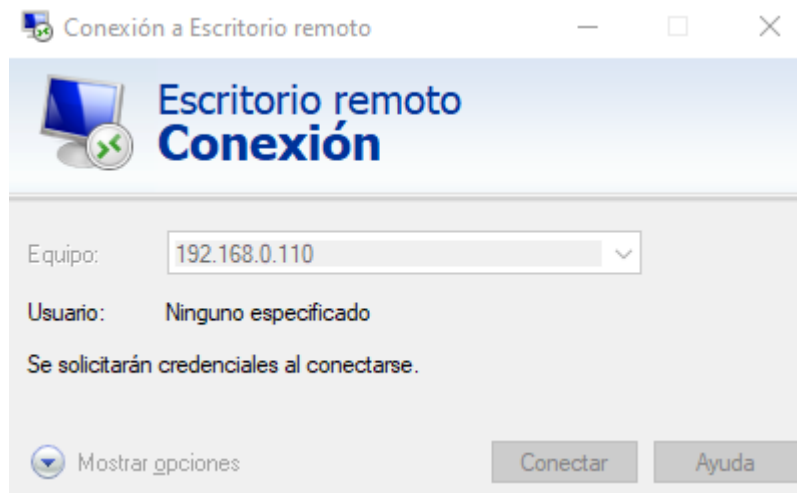 Conexión a Escritorio remoto
Escritorio remoto
Conexión
Equipo: 192.168.0.110
Usuario: Ninguno especificado
Se solicitarán credenciales al conectarse.
Mostrar opciones Conectar Ayuda